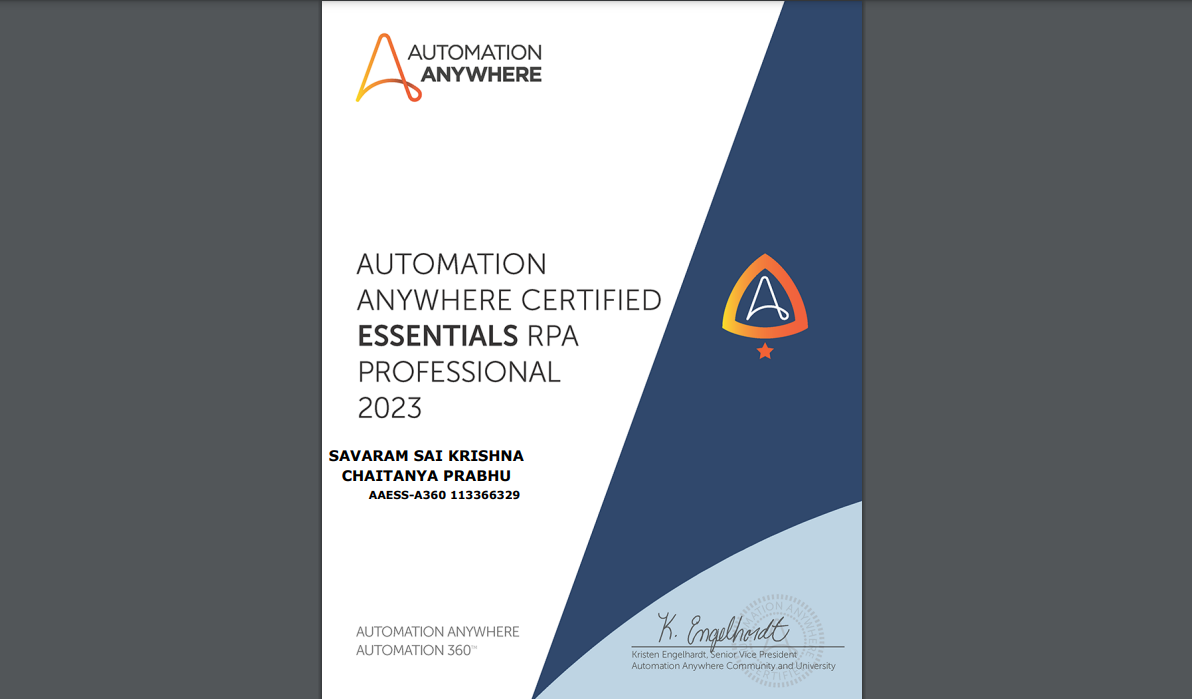 AUTOMATION
ANYWHERE
AUTOMATION
ANYWHERE CERTIFIED
ESSENTIALS RPA
PROFESSIONAL
2023
SAVARAM SAI KRISHNA
CHAITANYA PRABHU
AAESS-A360 113366329
AUTOMATION ANYWHERE
AUTOMATION 360™
K. Engelhardt
Kristen Engelhardt, Senior Vice President
Automation Anywhere Community and University